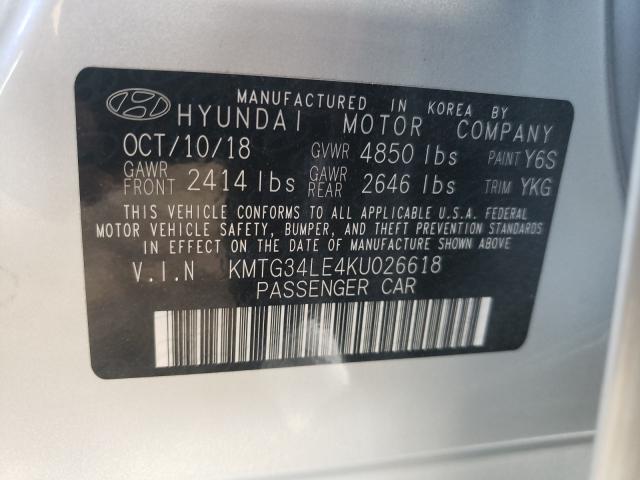 MANUFACTURED IN KOREA BY
HYUNDAI MOTOR COMPANY
OCT/10/18 GVWR 4850 lbs PAINT Y6S
GAWR FRONT 2414 lbs GAWR REAR 2646 lbs TRIM YKG
THIS VEHICLE CONFORMS TO ALL APPLICABLE U.S.A. FEDERAL
MOTOR VEHICLE SAFETY, BUMPER, AND THEFT PREVENTION STANDARDS
IN EFFECT ON THE DATE OF MANUFACTURE SHOWN ABOVE
V.I.N KMTG34LE4KU026618
PASSENGER CAR